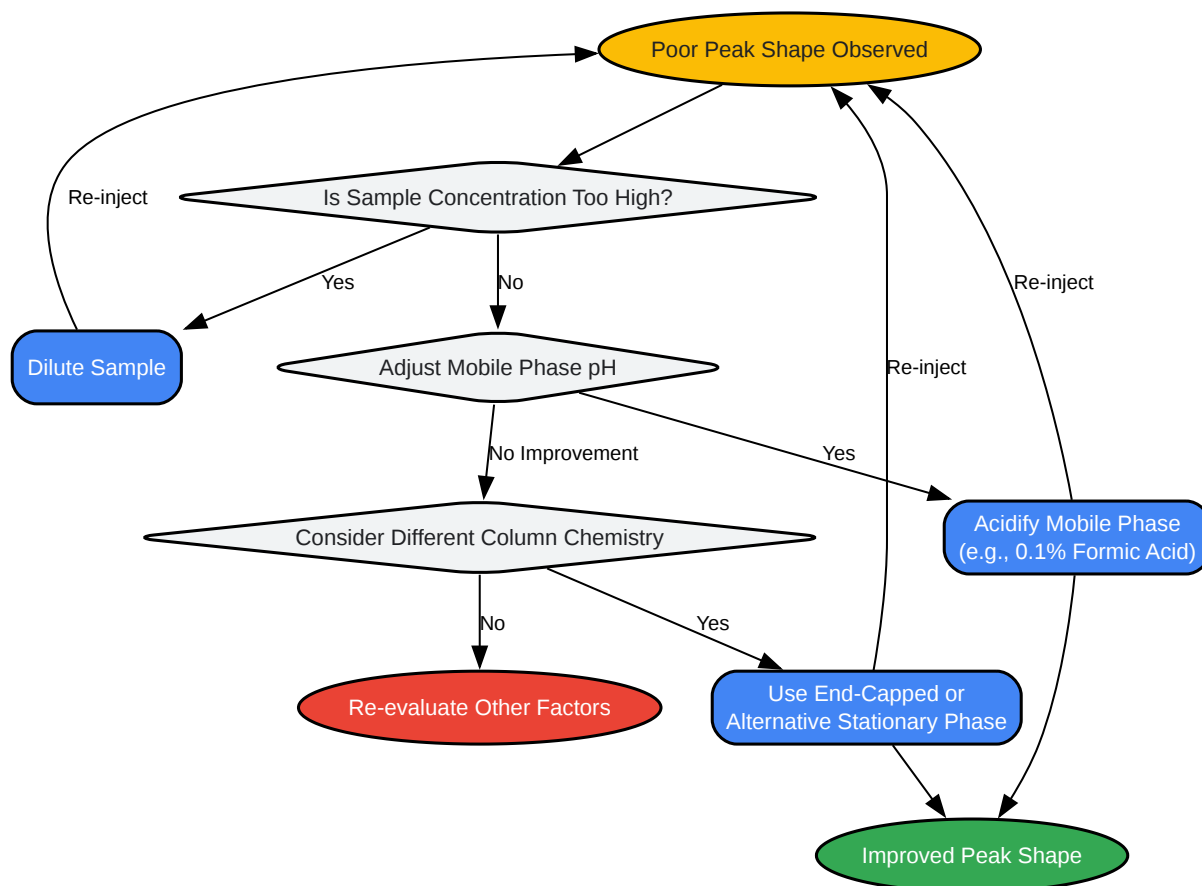 Poor Peak Shape Observed
Re-inject
Is Sample Concentration Too High?
Yes
No
Re-inject
Dilute Sample
Adjust Mobile Phase pH
Re-inject
No Improvement
Yes
Acidify Mobile Phase
(e.g., 0.1% Formic Acid)
Consider Different Column Chemistry
No
Yes
Re-evaluate Other Factors
Use End-Capped or
Alternative Stationary Phase
Improved Peak Shape